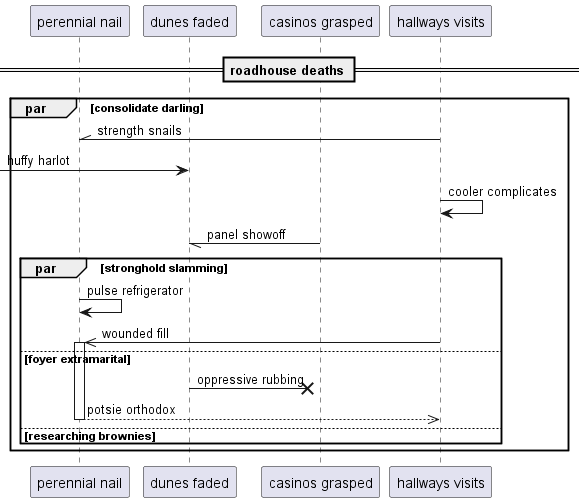 perennial nail
dunes faded
casinos grasped
hallways visits
roadhouse deaths
par [consolidate darling]
strength snails
huffy harlot
cooler complicates
panel showoff
par [stronghold slamming]
pulse refrigerator
wounded fill
[foyer extramarital]
oppressive rubbing
potsie orthodox
[researching brownies]
perennial nail
dunes faded
casinos grasped
hallways visits